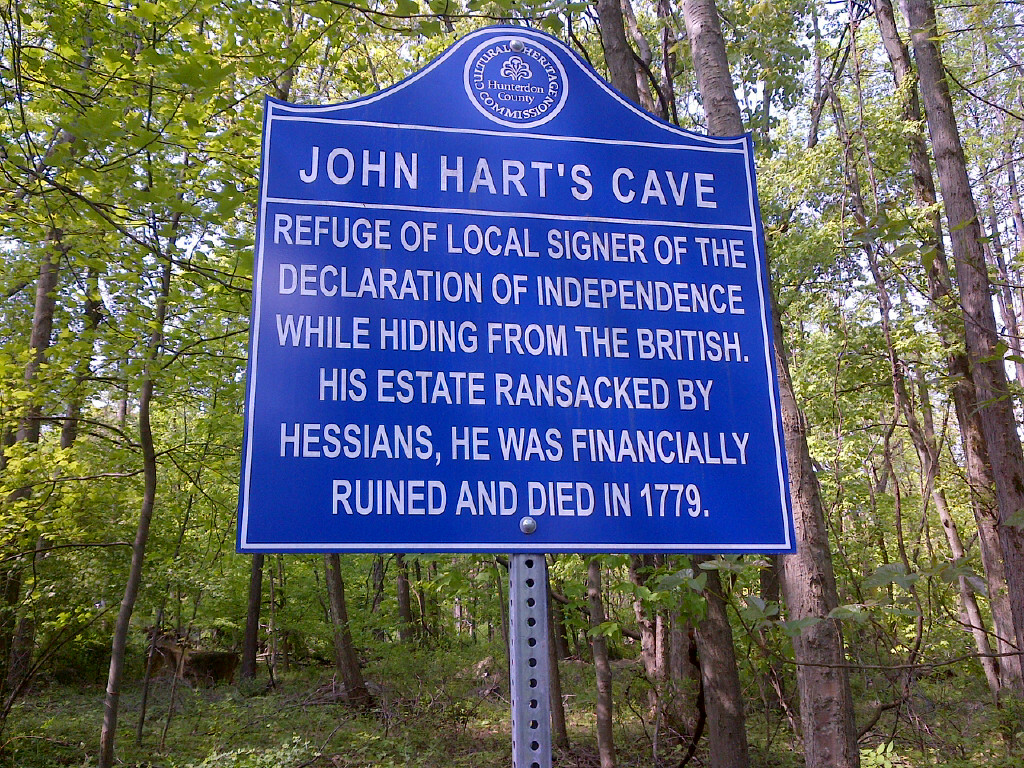 CULTURAL HERITAGE
Hunterdon
County
COMMISSION
JOHN HART'S CAVE
REFUGE OF LOCAL SIGNER OF THE
DECLARATION OF INDEPENDENCE
WHILE HIDING FROM THE BRITISH.
HIS ESTATE RANSACKED BY
HESSIANS, HE WAS FINANCIALLY
RUINED AND DIED IN 1779.